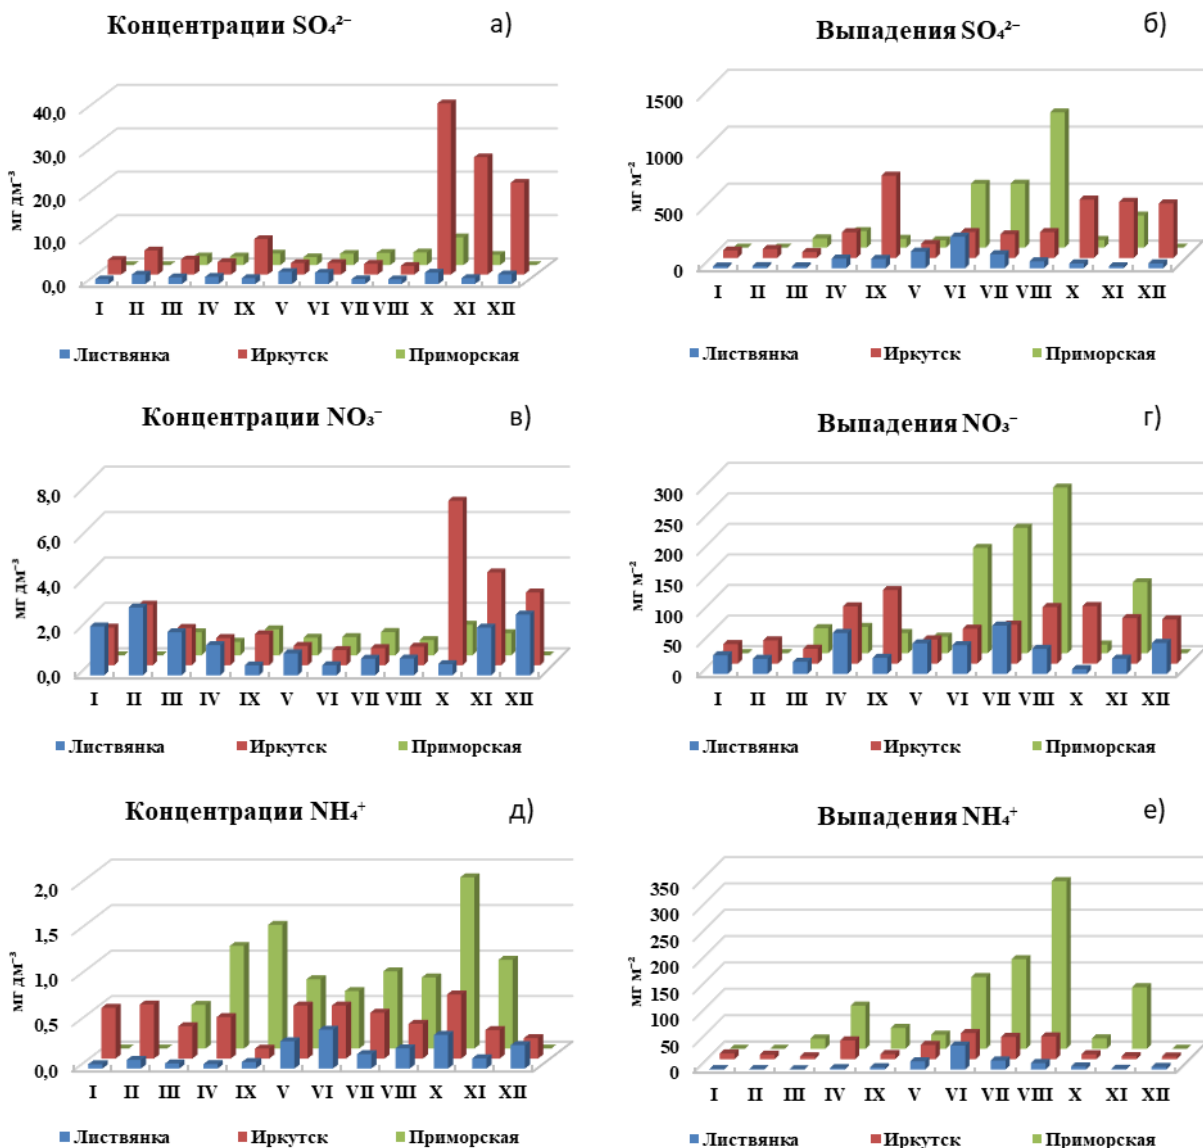 Концентрации SO₄²⁻ а)
мг дм⁻³
40,0
30,0
20,0
10,0
0,0
I II III IV IX V VI VII VIII X XI XII
Листвянка Иркутск Приморская
Выпадения SO₄²⁻ б)
мг м⁻²
1500
1000
500
0
I II III IV IX V VI VII VIII X XI XII
Листвянка Иркутск Приморская
Концентрации NO₃⁻ в)
мг дм⁻³
8,0
6,0
4,0
2,0
0,0
I II III IV IX V VI VII VIII X XI XII
Листвянка Иркутск Приморская
Выпадения NO₃⁻ г)
мг м⁻²
300
250
200
150
100
50
0
I II III IV IX V VI VII VIII X XI XII
Листвянка Иркутск Приморская
Концентрации NH₄⁺ д)
мг дм⁻³
2,0
1,5
1,0
0,5
0,0
I II III IV IX V VI VII VIII X XI XII
Листвянка Иркутск Приморская
Выпадения NH₄⁺ е)
мг м⁻²
350
300
250
200
150
100
50
0
I II III IV IX V VI VII VIII X XI XII
Листвянка Иркутск Приморская